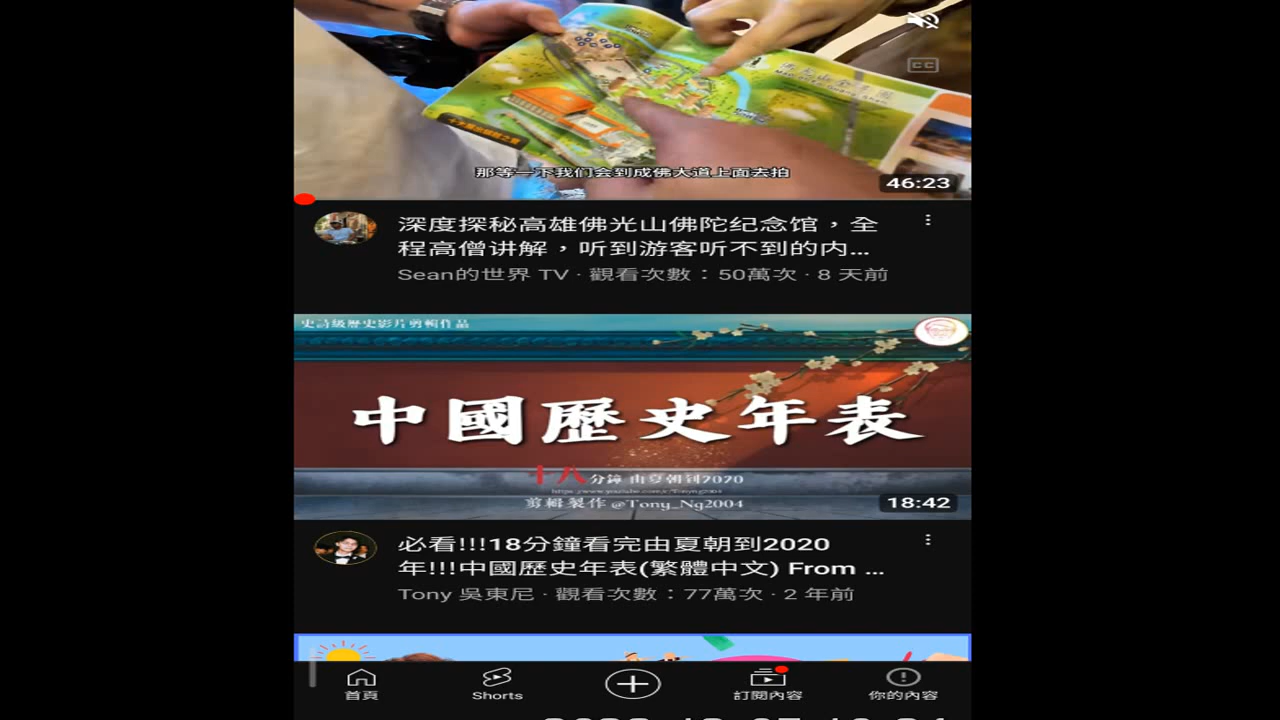 CC
那等一下我们会到成佛大道上面去拍
46:23
深度探秘高雄佛光山佛陀纪念馆，全
程高僧讲解，听到游客听不到的内...
Sean的世界 TV · 觀看次數：50萬次 · 8 天前
史詩級歷史影片剪輯作品
中國歷史年表
十八分鐘 由夏朝到2020
剪輯製作 @Tony_Ng2004
18:42
必看!!!18分鐘看完由夏朝到2020
年!!!中國歷史年表(繁體中文) From ...
Tony 吳東尼 · 觀看次數：77萬次 · 2 年前
首頁
Shorts
訂閱內容
你的內容